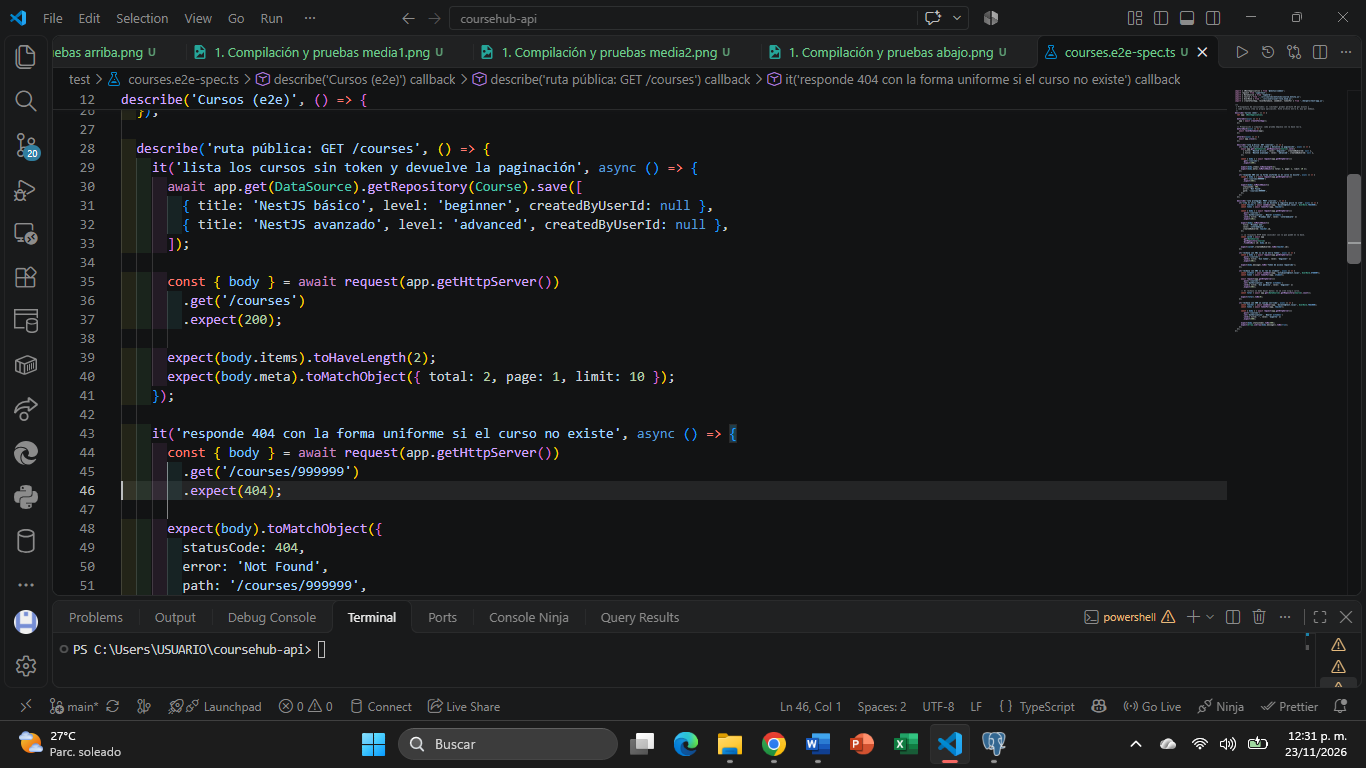 File Edit Selection View Go Run ···
coursehub-api
uebas arriba.png U
1. Compilación y pruebas media1.png U
1. Compilación y pruebas media2.png U
1. Compilación y pruebas abajo.png U
courses.e2e-spec.ts U
test > courses.e2e-spec.ts > describe('Cursos (e2e)') callback > describe('ruta pública: GET /courses') callback > it('responde 404 con la forma uniforme si el curso no existe') callback
12 describe('Cursos (e2e)', () => {
26 });
27
28 describe('ruta pública: GET /courses', () => {
29 it('lista los cursos sin token y devuelve la paginación', async () => {
30 await app.get(DataSource).getRepository(Course).save([
31 { title: 'NestJS básico', level: 'beginner', createdByUserId: null },
32 { title: 'NestJS avanzado', level: 'advanced', createdByUserId: null },
33 ]);
34
35 const { body } = await request(app.getHttpServer())
36 .get('/courses')
37 .expect(200);
38
39 expect(body.items).toHaveLength(2);
40 expect(body.meta).toMatchObject({ total: 2, page: 1, limit: 10 });
41 });
42
43 it('responde 404 con la forma uniforme si el curso no existe', async () => {
44 const { body } = await request(app.getHttpServer())
45 .get('/courses/999999')
46 .expect(404);
47
48 expect(body).toMatchObject({
49 statusCode: 404,
50 error: 'Not Found',
51 path: '/courses/999999',
20
Problems Output Debug Console Terminal Ports Console Ninja Query Results
powershell
PS C:\Users\USUARIO\coursehub-api>
main* Launchpad 0 0 Connect Live Share Ln 46, Col 1 Spaces: 2 UTF-8 LF { } TypeScript Go Live Ninja Prettier
27°C
Parc. soleado
Buscar
12:31 p. m.
23/11/2026